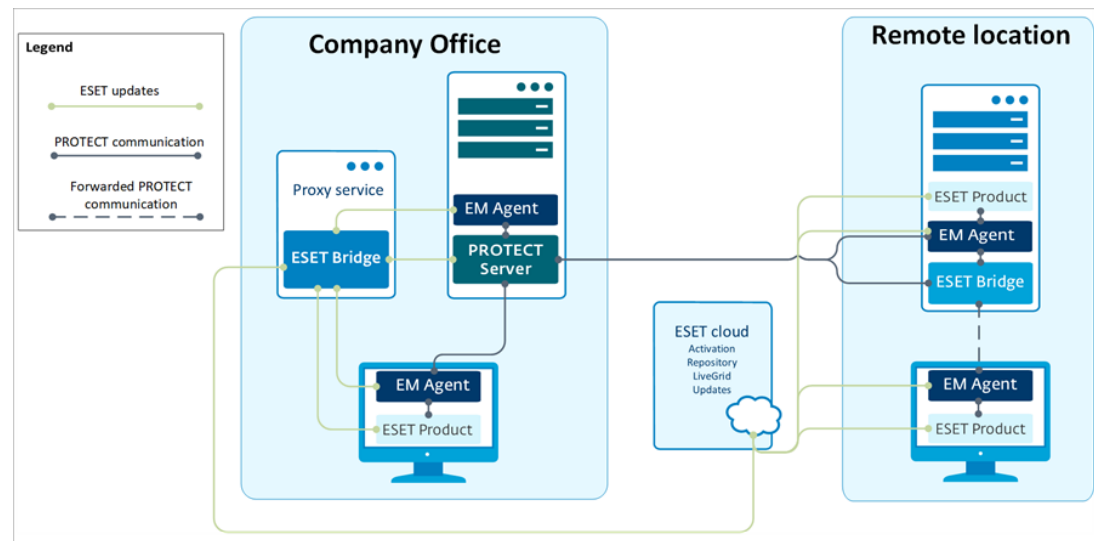 Legend
ESET updates
PROTECT communication
Forwarded PROTECT
communication
Company Office
Proxy service
ESET Bridge
EM Agent
PROTECT
Server
EM Agent
ESET Product
ESET cloud
Activation
Repository
LiveGrid
Updates
Remote location
ESET Product
EM Agent
ESET Bridge
EM Agent
ESET Product